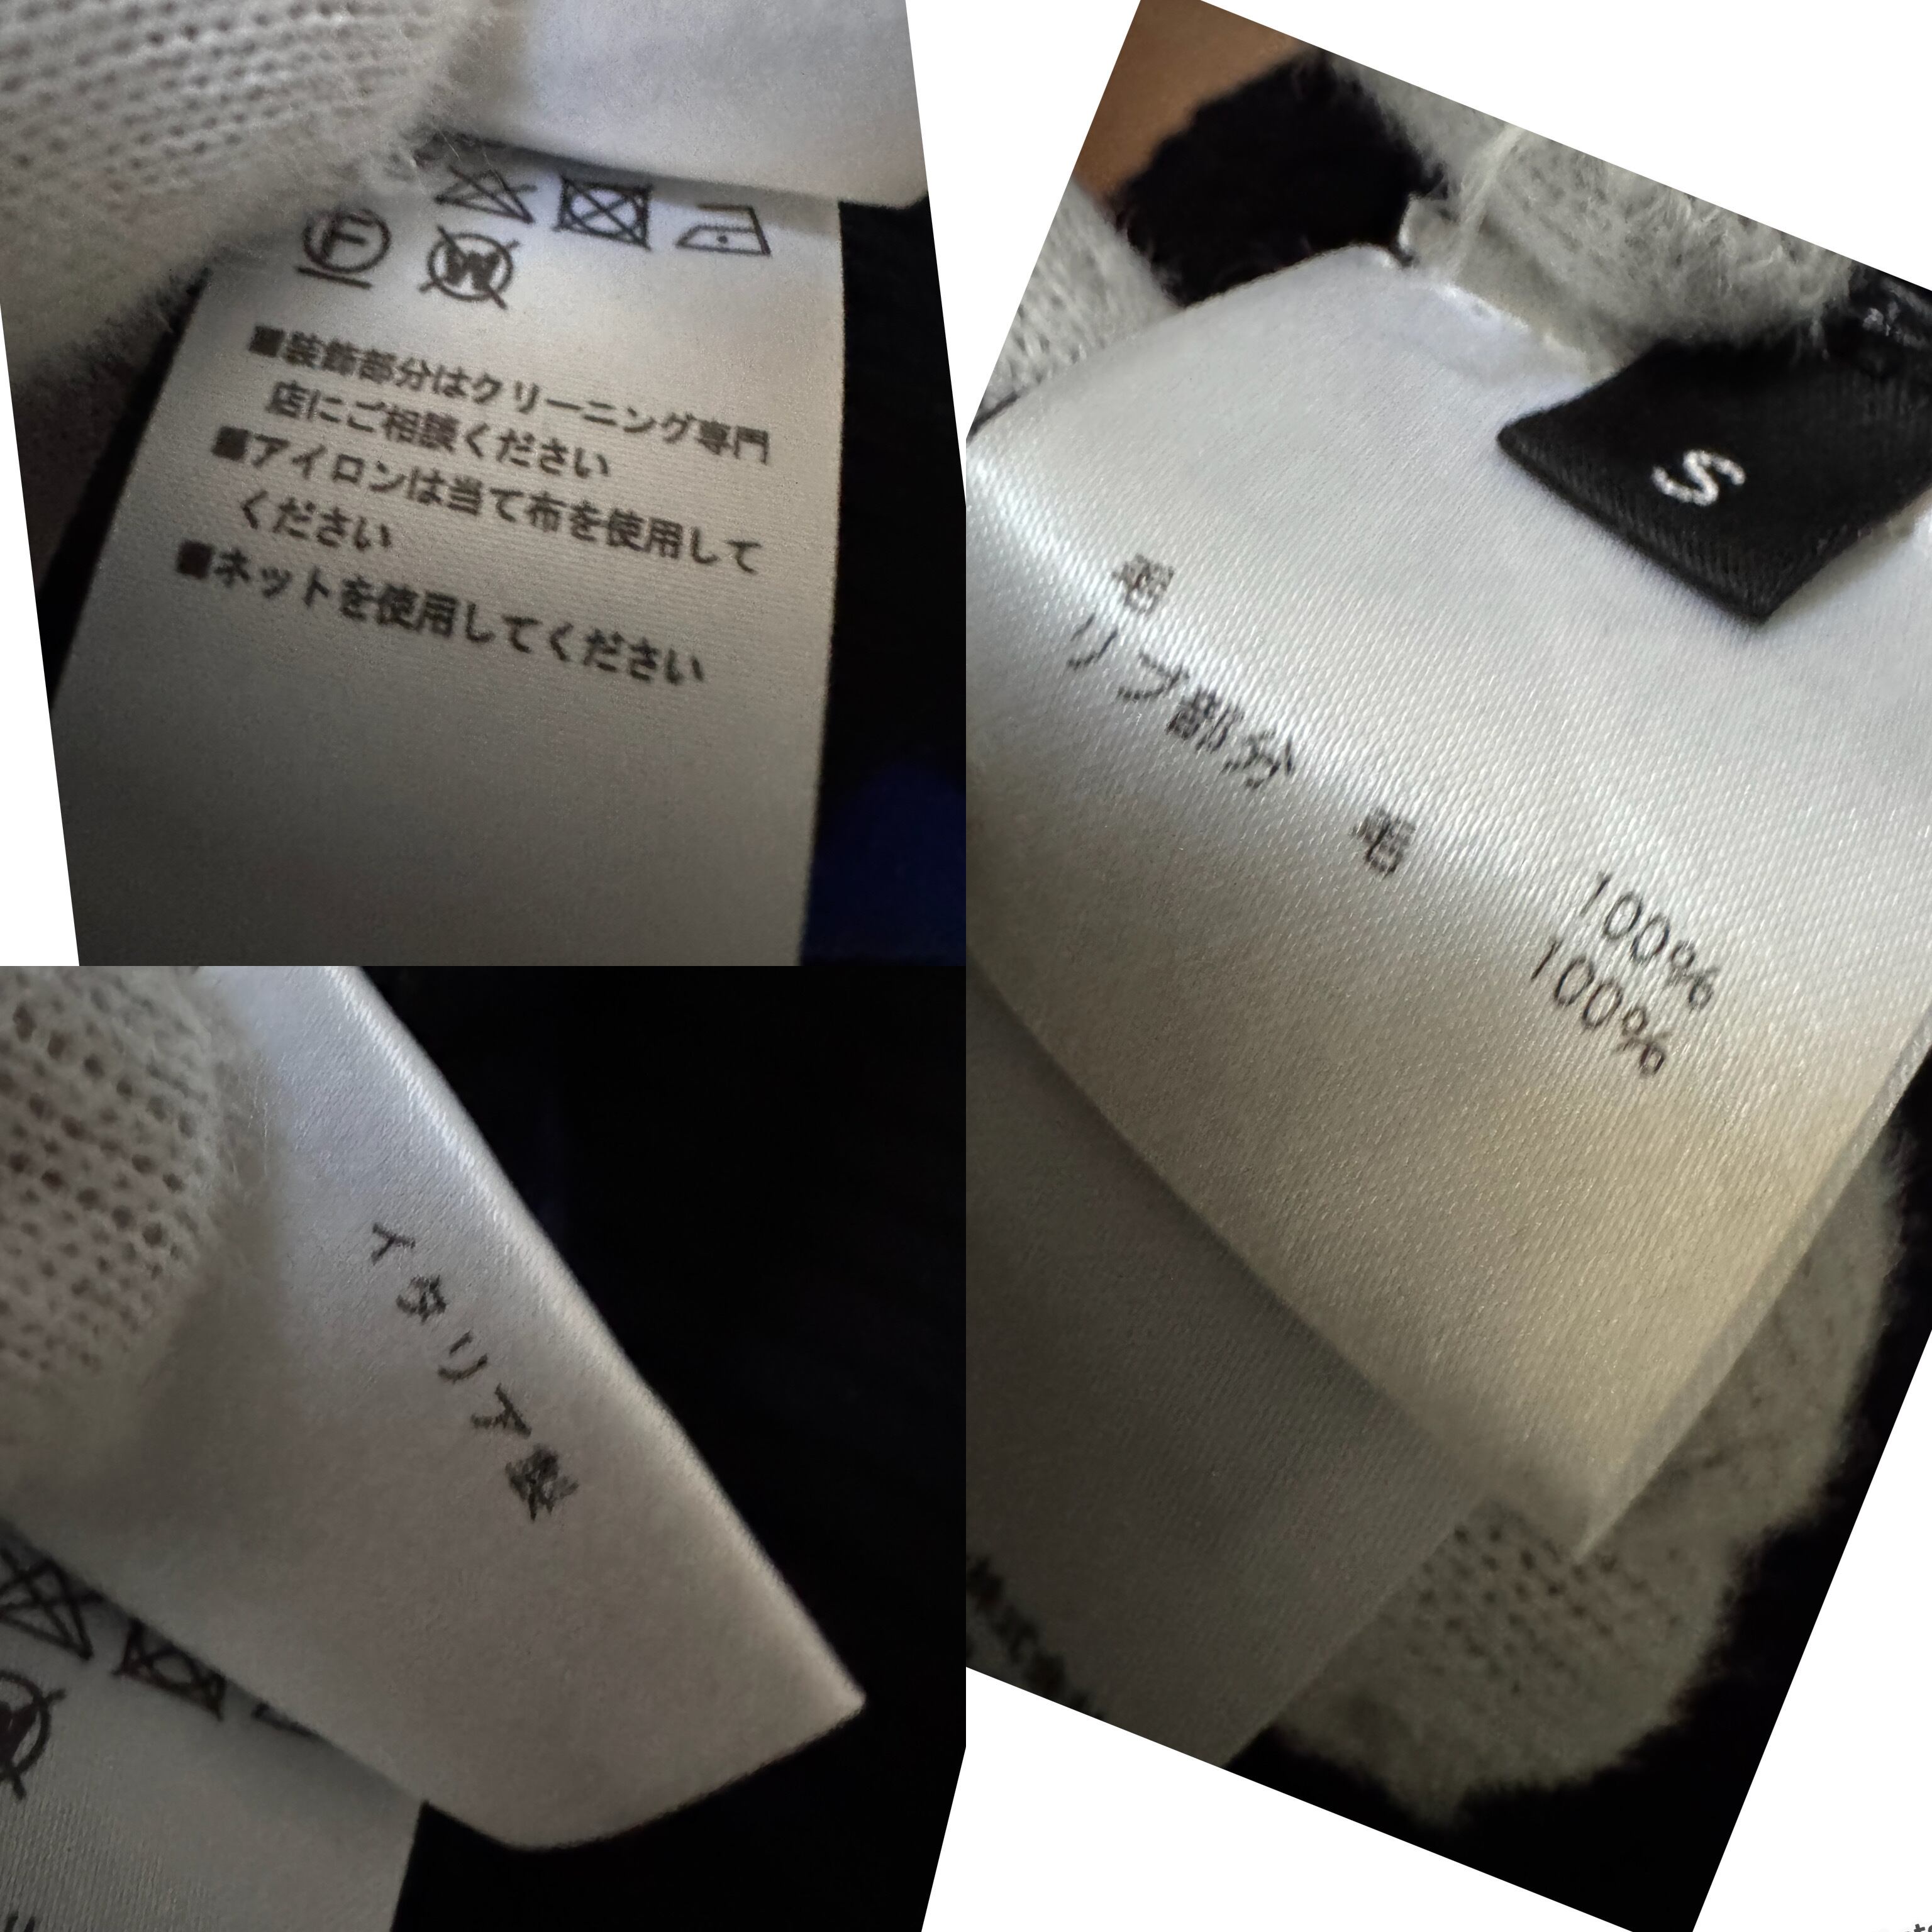 F
W
■装飾部分はクリーニング専門
店にご相談ください
■アイロンは当て布を使用して
ください
■ネットを使用してください
S
毛 100%
リブ部分 毛 100%
イタリア製
W